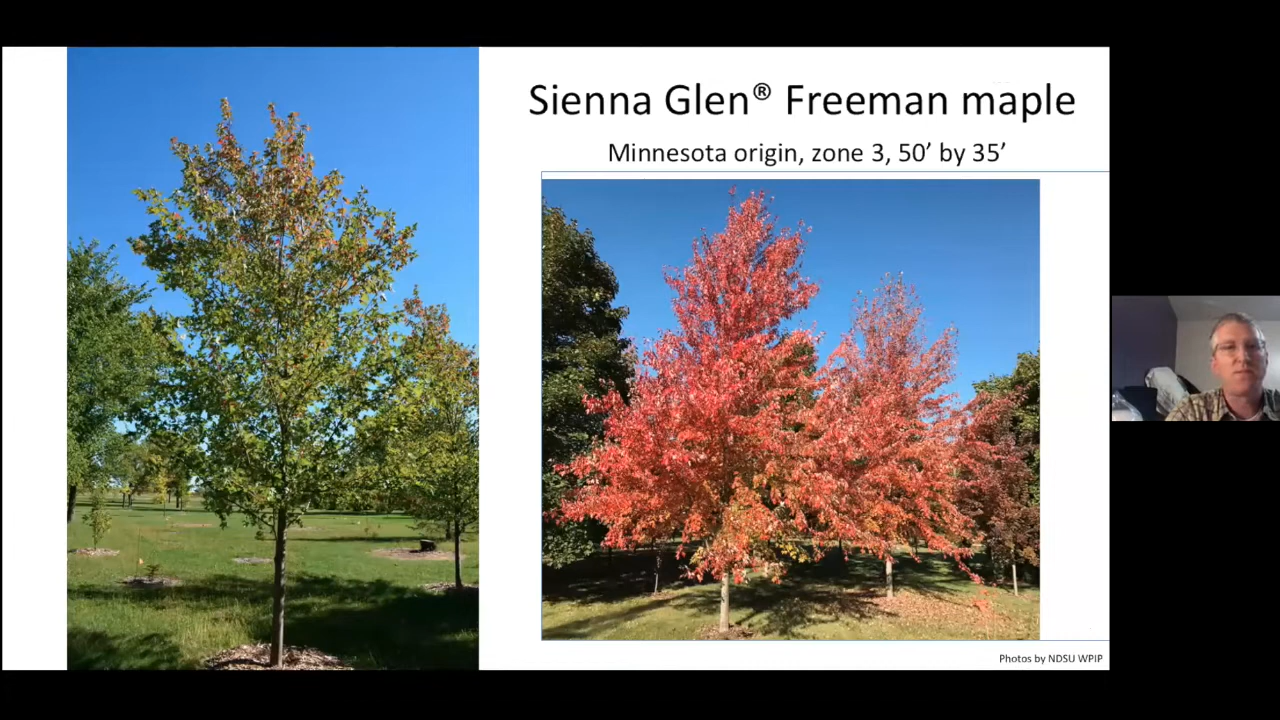 Sienna Glen® Freeman maple
Minnesota origin, zone 3, 50’ by 35’
Photos by NDSU WPIP